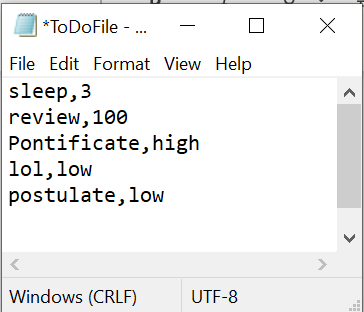 *ToDoFile - ...
File Edit Format View Help
sleep,3
review,100
Pontificate,high
lol,low
postulate,low
Windows (CRLF) UTF-8